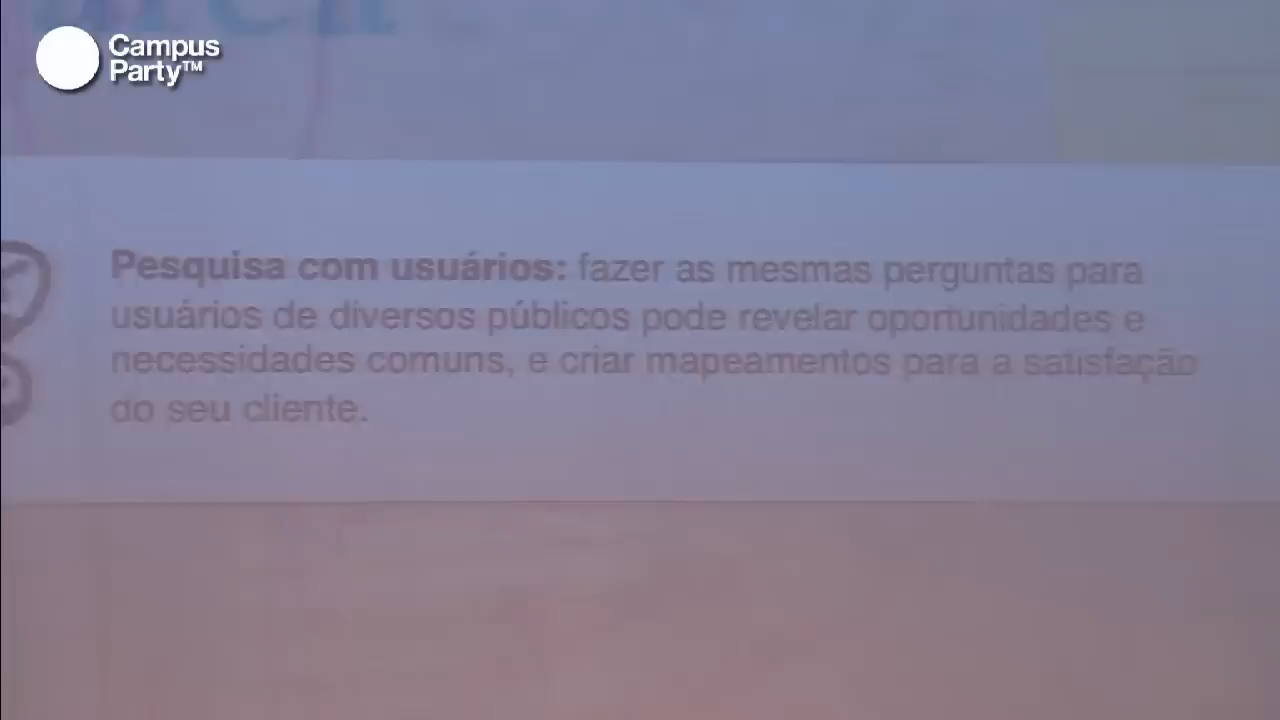 Campus
Party™
Pesquisa com usuários: fazer as mesmas perguntas para
usuários de diversos públicos pode revelar oportunidades e
necessidades comuns, e criar mapeamentos para a satisfação
do seu cliente.